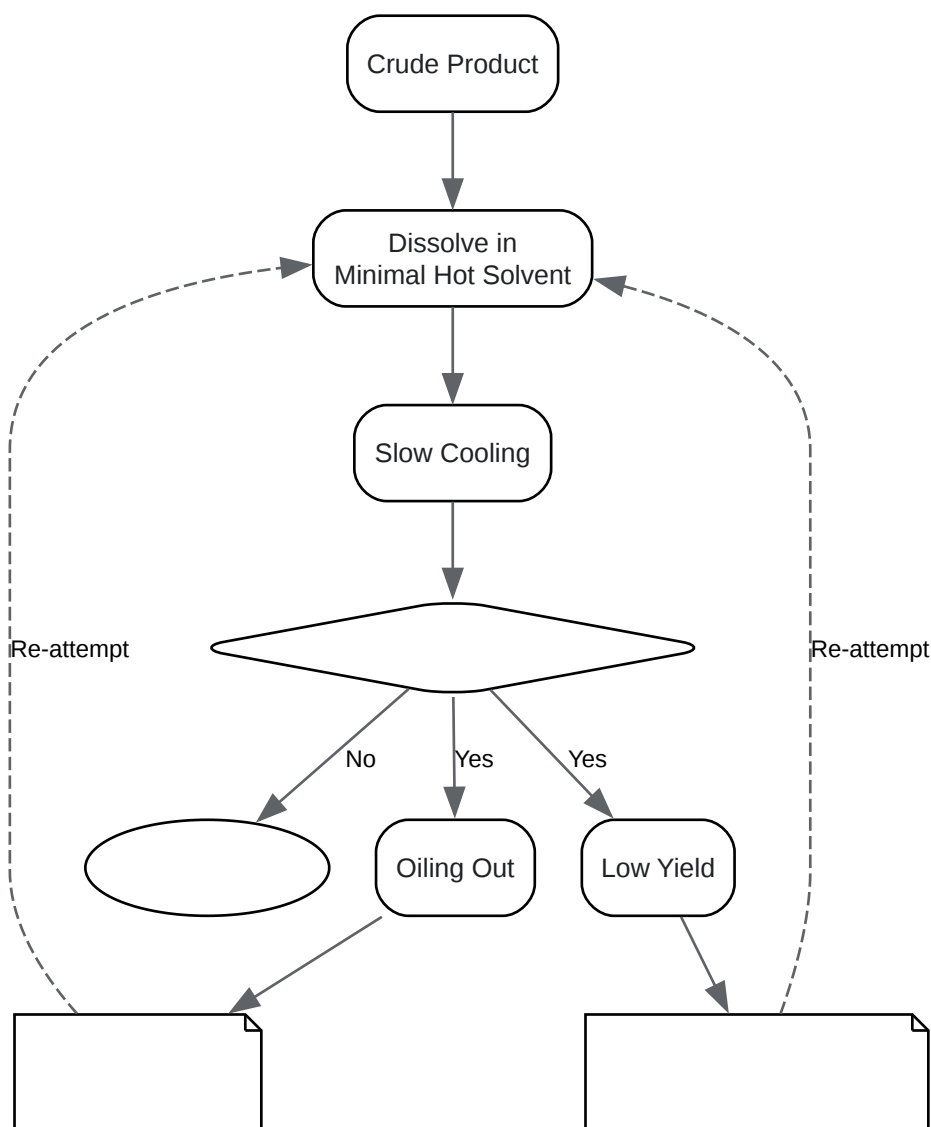 Crude Product
Dissolve in
Minimal Hot Solvent
Slow Cooling
Re-attempt
Re-attempt
No
Yes
Yes
Oiling Out
Low Yield